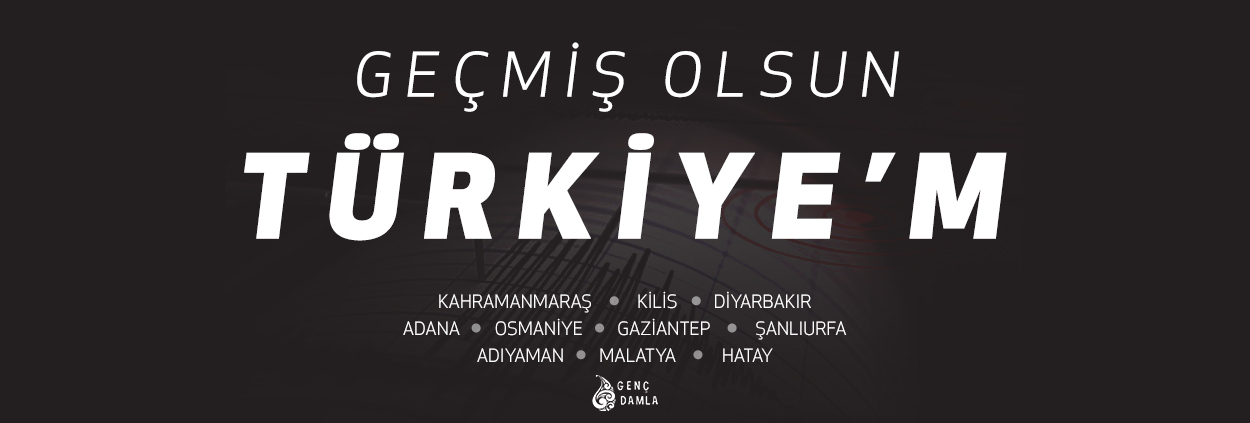 GEÇMİŞ OLSUN
TÜRKİYE’M
KAHRAMANMARAŞ • KİLİS • DİYARBAKIR
ADANA • OSMANİYE • GAZİANTEP • ŞANLIURFA
ADIYAMAN • MALATYA • HATAY
GENÇ
DAMLA